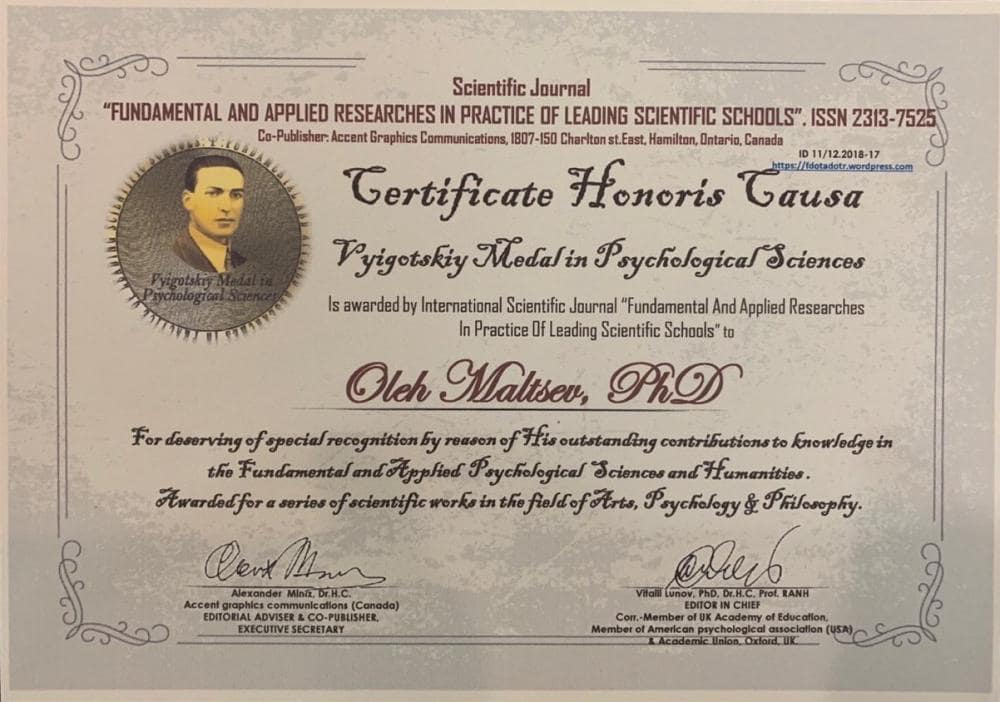 Scientific Journal
"FUNDAMENTAL AND APPLIED RESEARCHES IN PRACTICE OF LEADING SCIENTIFIC SCHOOLS". ISSN 2313-7525
Co-Publisher: Accent Graphics Communications, 1807-150 Charlton st.East, Hamilton, Ontario, Canada
ID 11/12.2018-17
https://fdotadotr.wordpress.com
Certificate Honoris Causa
Vyigotskiy Medal in Psychological Sciences
Vyigotskiy Medal in
Psychological Sciences
Is awarded by International Scientific Journal "Fundamental And Applied Researches
In Practice Of Leading Scientific Schools" to
Oleh Maltsev, PhD
For deserving of special recognition by reason of His outstanding contributions to knowledge in
the Fundamental and Applied Psychological Sciences and Humanities.
Awarded for a series of scientific works in the field of Arts, Psychology & Philosophy.
Alexander Miníz, Dr.H.C.
Accent graphics communications (Canada)
EDITORIAL ADVISER & CO-PUBLISHER,
EXECUTIVE SECRETARY
Vitalii Lunov, PhD, Dr.H.C, Prof. RANH
EDITOR IN CHIEF
Corr.-Member of UK Academy of Education,
Member of American psychological association (USA)
& Academic Union, Oxford, UK